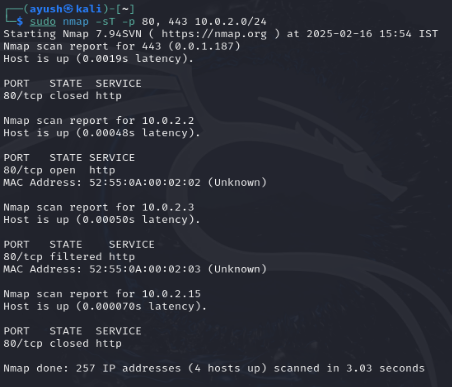 ┌──(ayush㉿kali)-[~]
└─$ sudo nmap -sT -p 80, 443 10.0.2.0/24
Starting Nmap 7.94SVN ( https://nmap.org ) at 2025-02-16 15:54 IST
Nmap scan report for 443 (0.0.1.187)
Host is up (0.0019s latency).

PORT   STATE  SERVICE
80/tcp closed http

Nmap scan report for 10.0.2.2
Host is up (0.00048s latency).

PORT   STATE SERVICE
80/tcp open  http
MAC Address: 52:55:0A:00:02:02 (Unknown)

Nmap scan report for 10.0.2.3
Host is up (0.00050s latency).

PORT   STATE    SERVICE
80/tcp filtered http
MAC Address: 52:55:0A:00:02:03 (Unknown)

Nmap scan report for 10.0.2.15
Host is up (0.000070s latency).

PORT   STATE  SERVICE
80/tcp closed http

Nmap done: 257 IP addresses (4 hosts up) scanned in 3.03 seconds